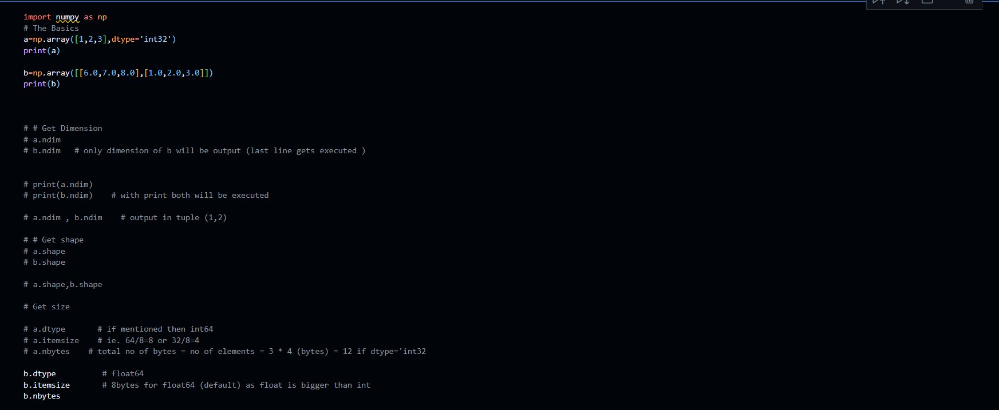 import numpy as np
# The Basics
a=np.array([1,2,3],dtype='int32')
print(a)
b=np.array([[6.0,7.0,8.0],[1.0,2.0,3.0]])
print(b)
# # Get Dimension
# a.ndim
# b.ndim   # only dimension of b will be output (last line gets executed )
# print(a.ndim)
# print(b.ndim)    # with print both will be executed
# a.ndim , b.ndim    # output in tuple (1,2)
# # Get shape
# a.shape
# b.shape
# a.shape,b.shape
# Get size
# a.dtype       # if mentioned then int64
# a.itemsize    # ie. 64/8=8 or 32/8=4
# a.nbytes    # total no of bytes = no of elements = 3 * 4 (bytes) = 12 if dtype='int32
b.dtype          # float64
b.itemsize       # 8bytes for float64 (default) as float is bigger than int
b.nbytes